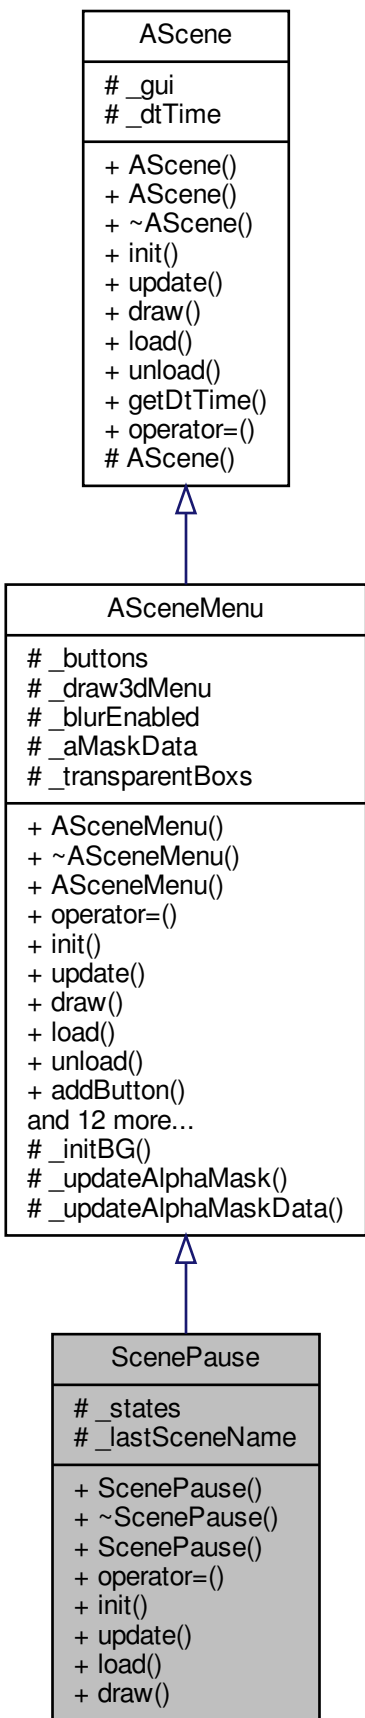 AScene
# _gui
# _dtTime
+ AScene()
+ AScene()
+ ~AScene()
+ init()
+ update()
+ draw()
+ load()
+ unload()
+ getDtTime()
+ operator=()
# AScene()
ASceneMenu
# _buttons
# _draw3dMenu
# _blurEnabled
# _aMaskData
# _transparentBoxs
+ ASceneMenu()
+ ~ASceneMenu()
+ ASceneMenu()
+ operator=()
+ init()
+ update()
+ draw()
+ load()
+ unload()
+ addButton()
and 12 more...
# _initBG()
# _updateAlphaMask()
# _updateAlphaMaskData()
ScenePause
# _states
# _lastSceneName
+ ScenePause()
+ ~ScenePause()
+ ScenePause()
+ operator=()
+ init()
+ update()
+ load()
+ draw()